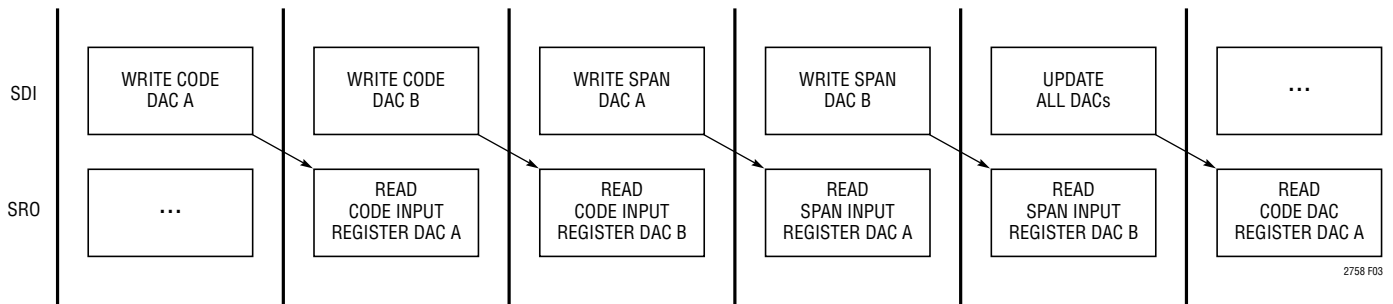 SDI
WRITE CODE
DAC A
WRITE CODE
DAC B
WRITE SPAN
DAC A
WRITE SPAN
DAC B
UPDATE
ALL DACs
...
SRO
...
READ
CODE INPUT
REGISTER DAC A
READ
CODE INPUT
REGISTER DAC B
READ
SPAN INPUT
REGISTER DAC A
READ
SPAN INPUT
REGISTER DAC B
READ
CODE DAC
REGISTER DAC A
2758 F03